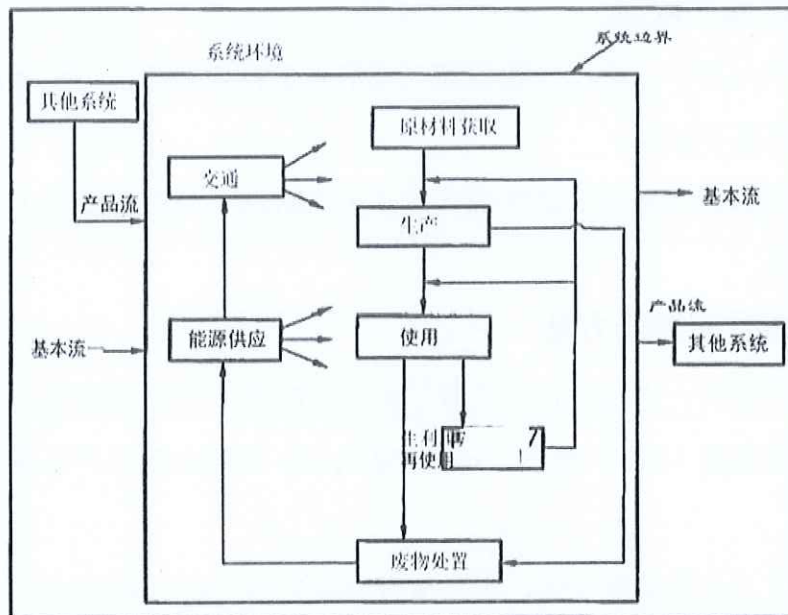 系统环境
系统边界
其他系统
原材料获取
交通
产品流
基本流
生产
产品流
能源供应
使用
基本流
其他系统
再使用
废物处置